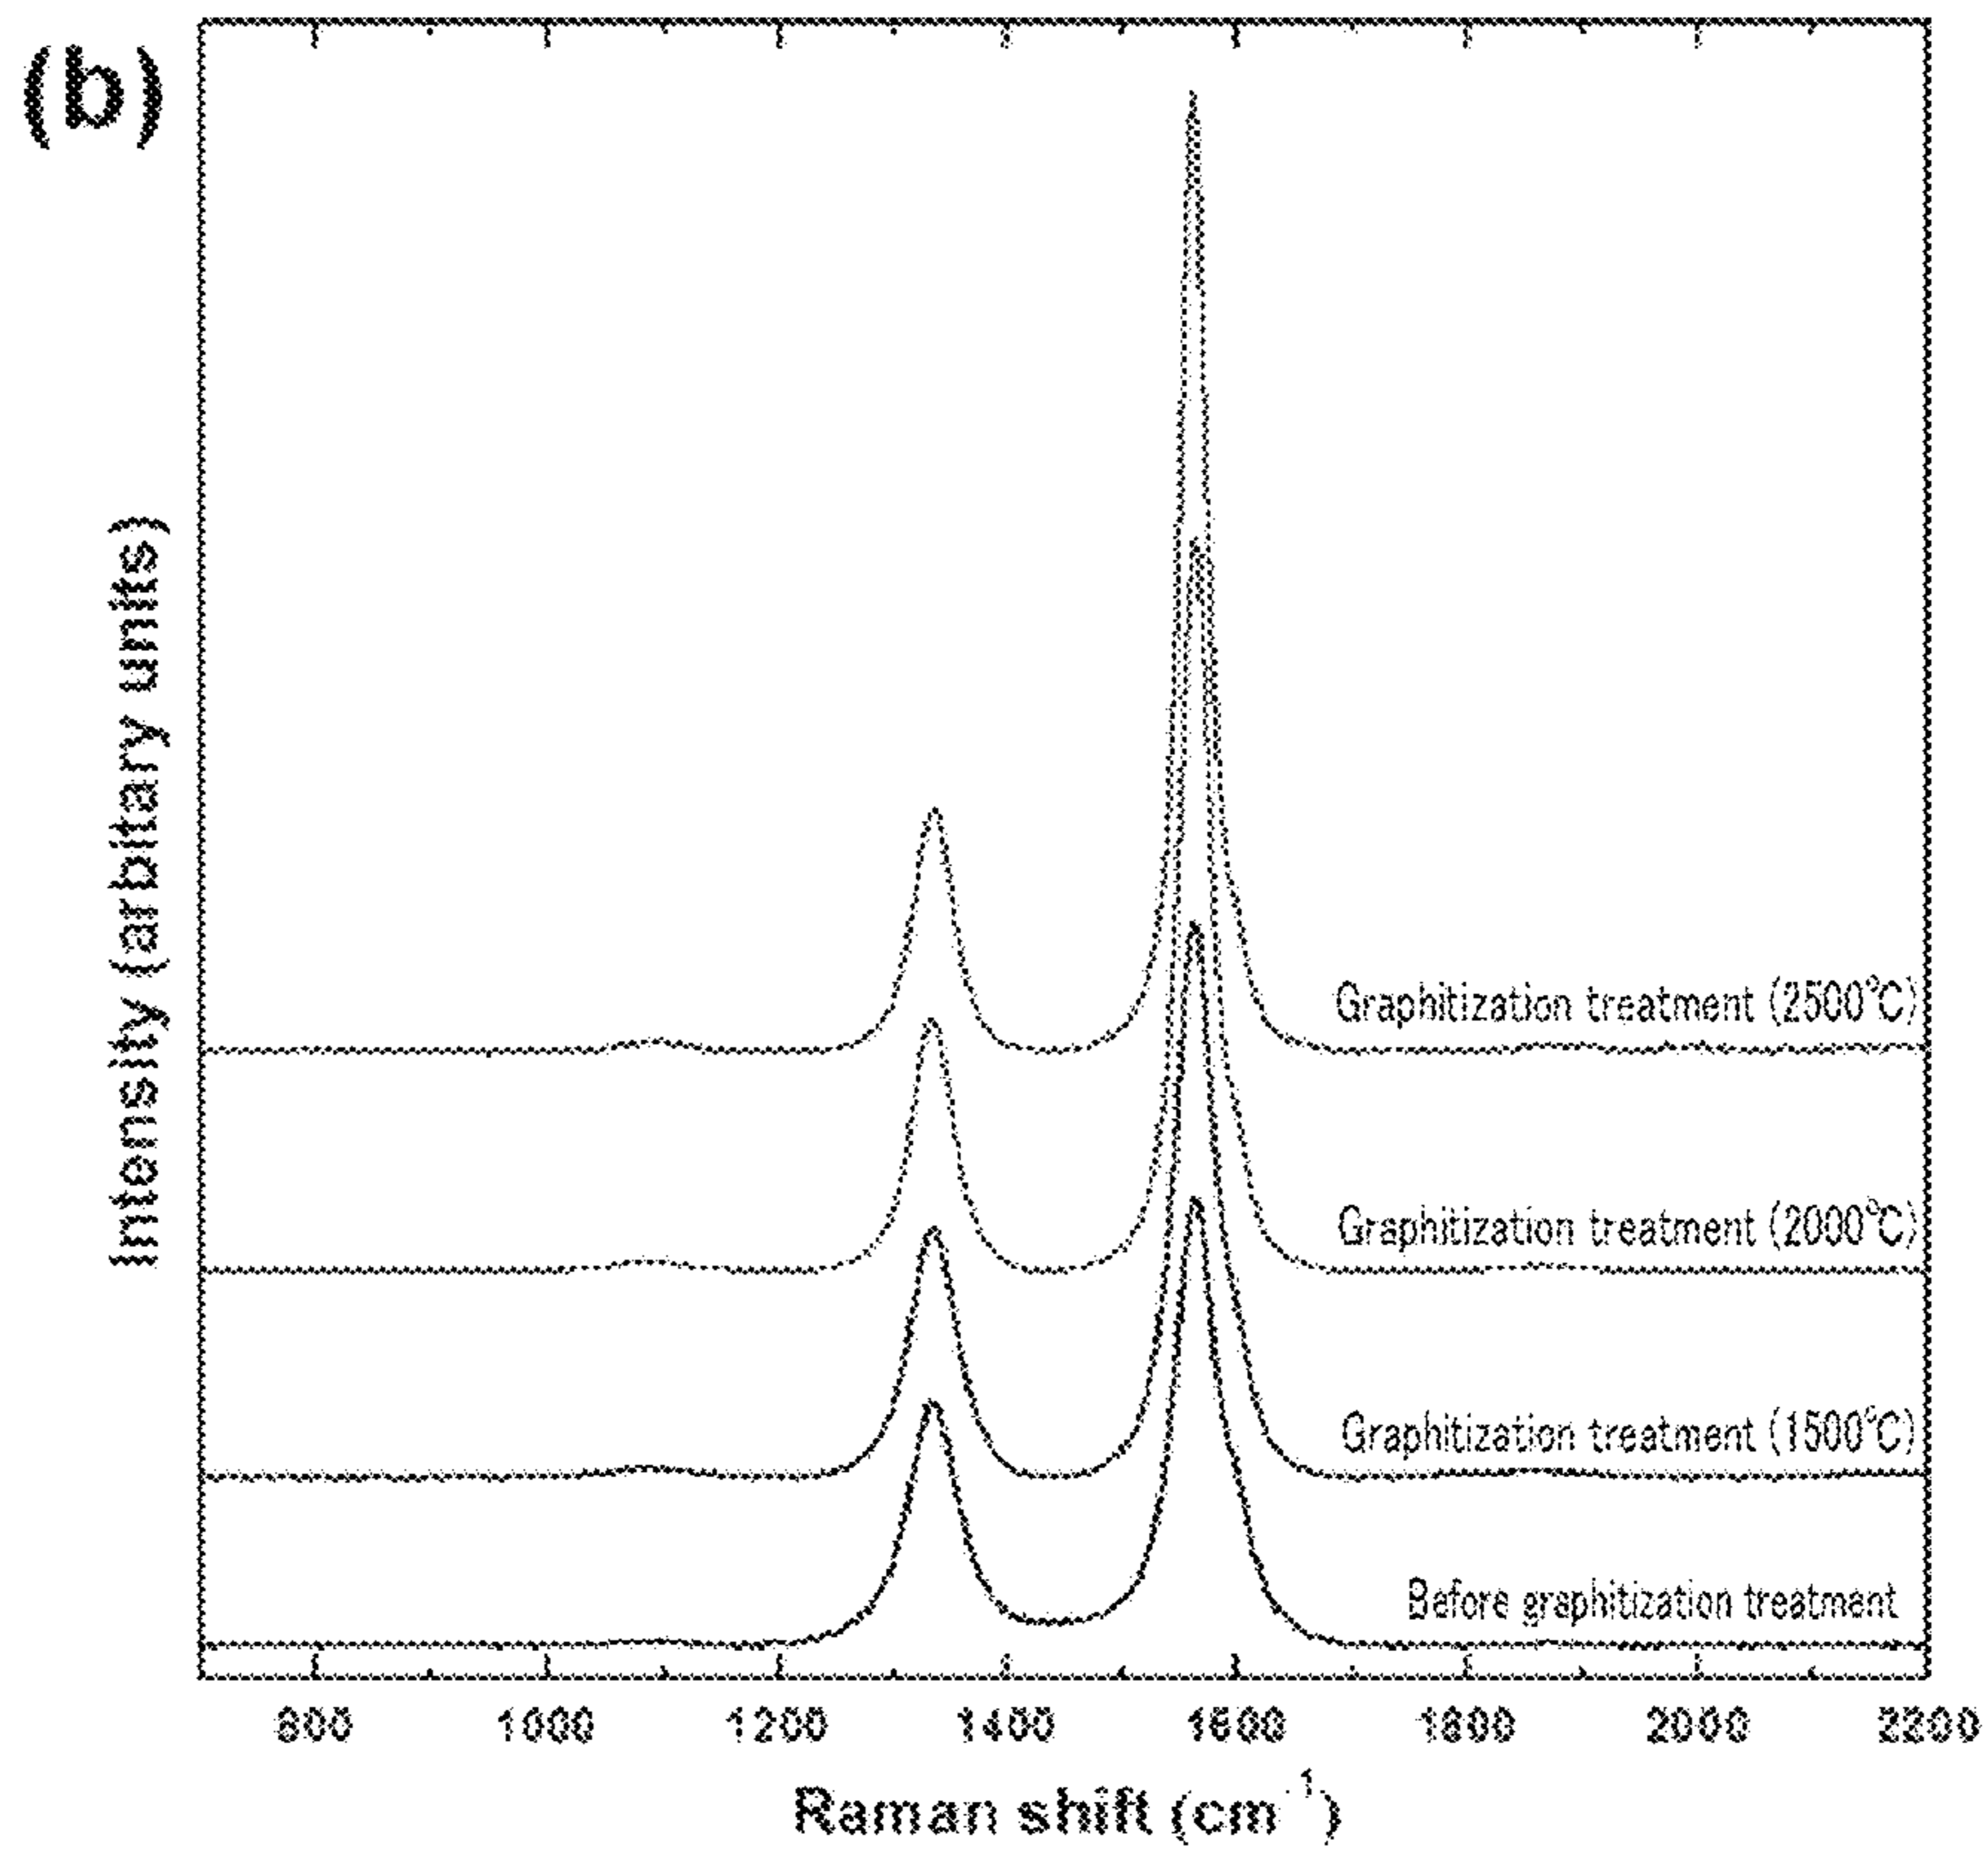 (b)
Intensity (arbitary units)
Graphitization treatment (2500°C)
Graphitization treatment (2000°C)
Graphitization treatment (1500°C)
Before graphitization treatment
800 1000 1200 1400 1600 1800 2000 2200
Raman shift (cm⁻¹)